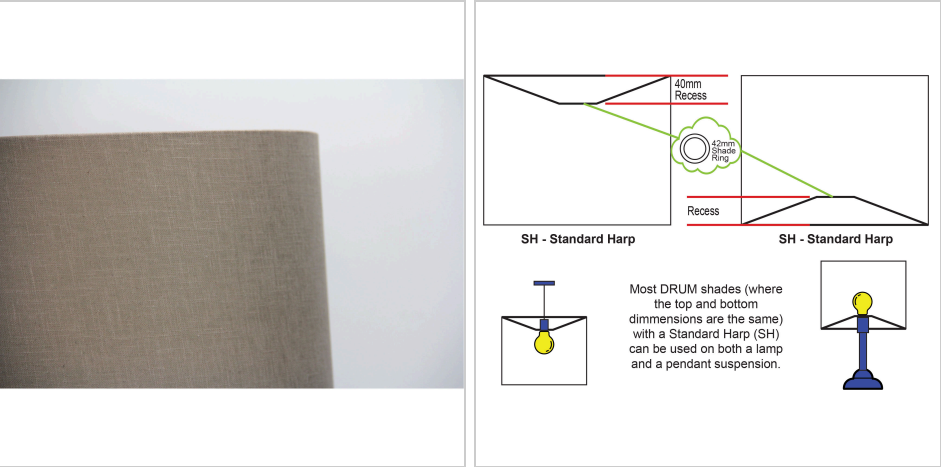 40mm
Recess
42mm
Shade
Ring
Recess
SH - Standard Harp
SH - Standard Harp
Most DRUM shades (where
the top and bottom
dimmensions are the same)
with a Standard Harp (SH)
can be used on both a lamp
and a pendant suspension.